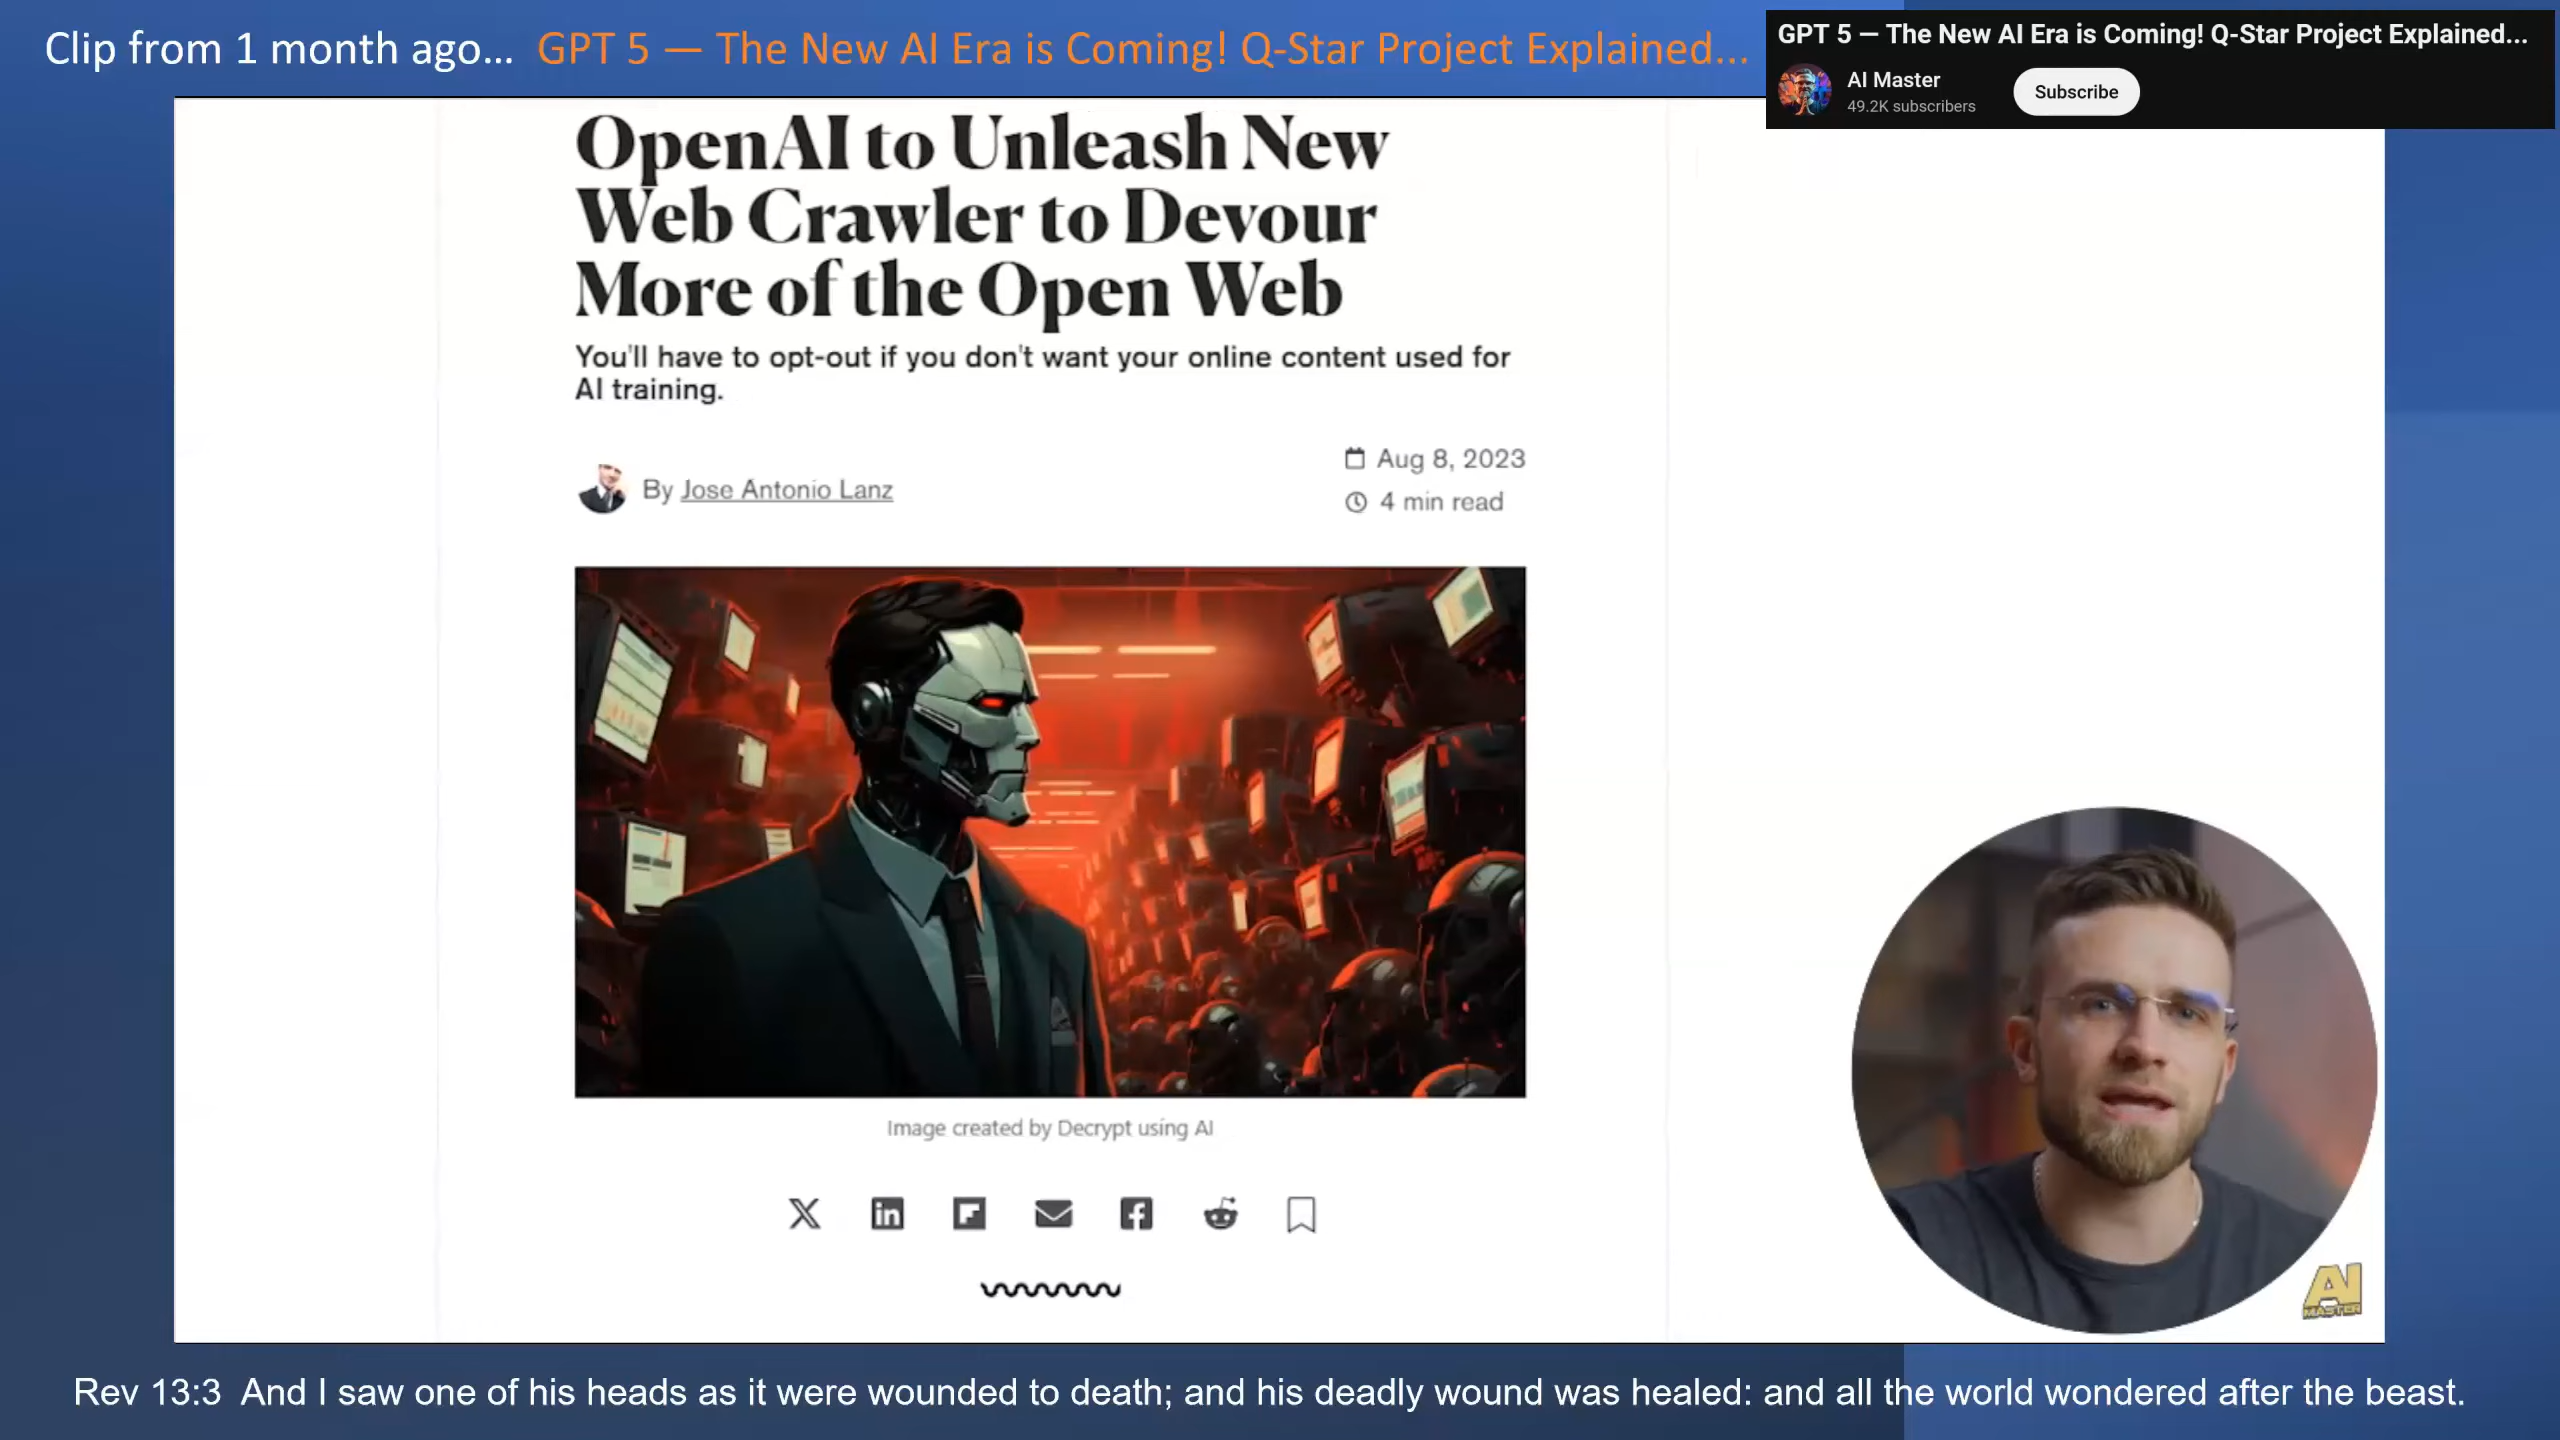 Clip from 1 month ago... GPT 5 — The New AI Era is Coming! Q-Star Project Explained...
GPT 5 — The New AI Era is Coming! Q-Star Project Explained...
AI Master
49.2K subscribers
Subscribe
OpenAI to Unleash New
Web Crawler to Devour
More of the Open Web
You'll have to opt-out if you don't want your online content used for
AI training.
By Jose Antonio Lanz
Aug 8, 2023
4 min read
Image created by Decrypt using AI
AI
MASTER
Rev 13:3 And I saw one of his heads as it were wounded to death; and his deadly wound was healed: and all the world wondered after the beast.